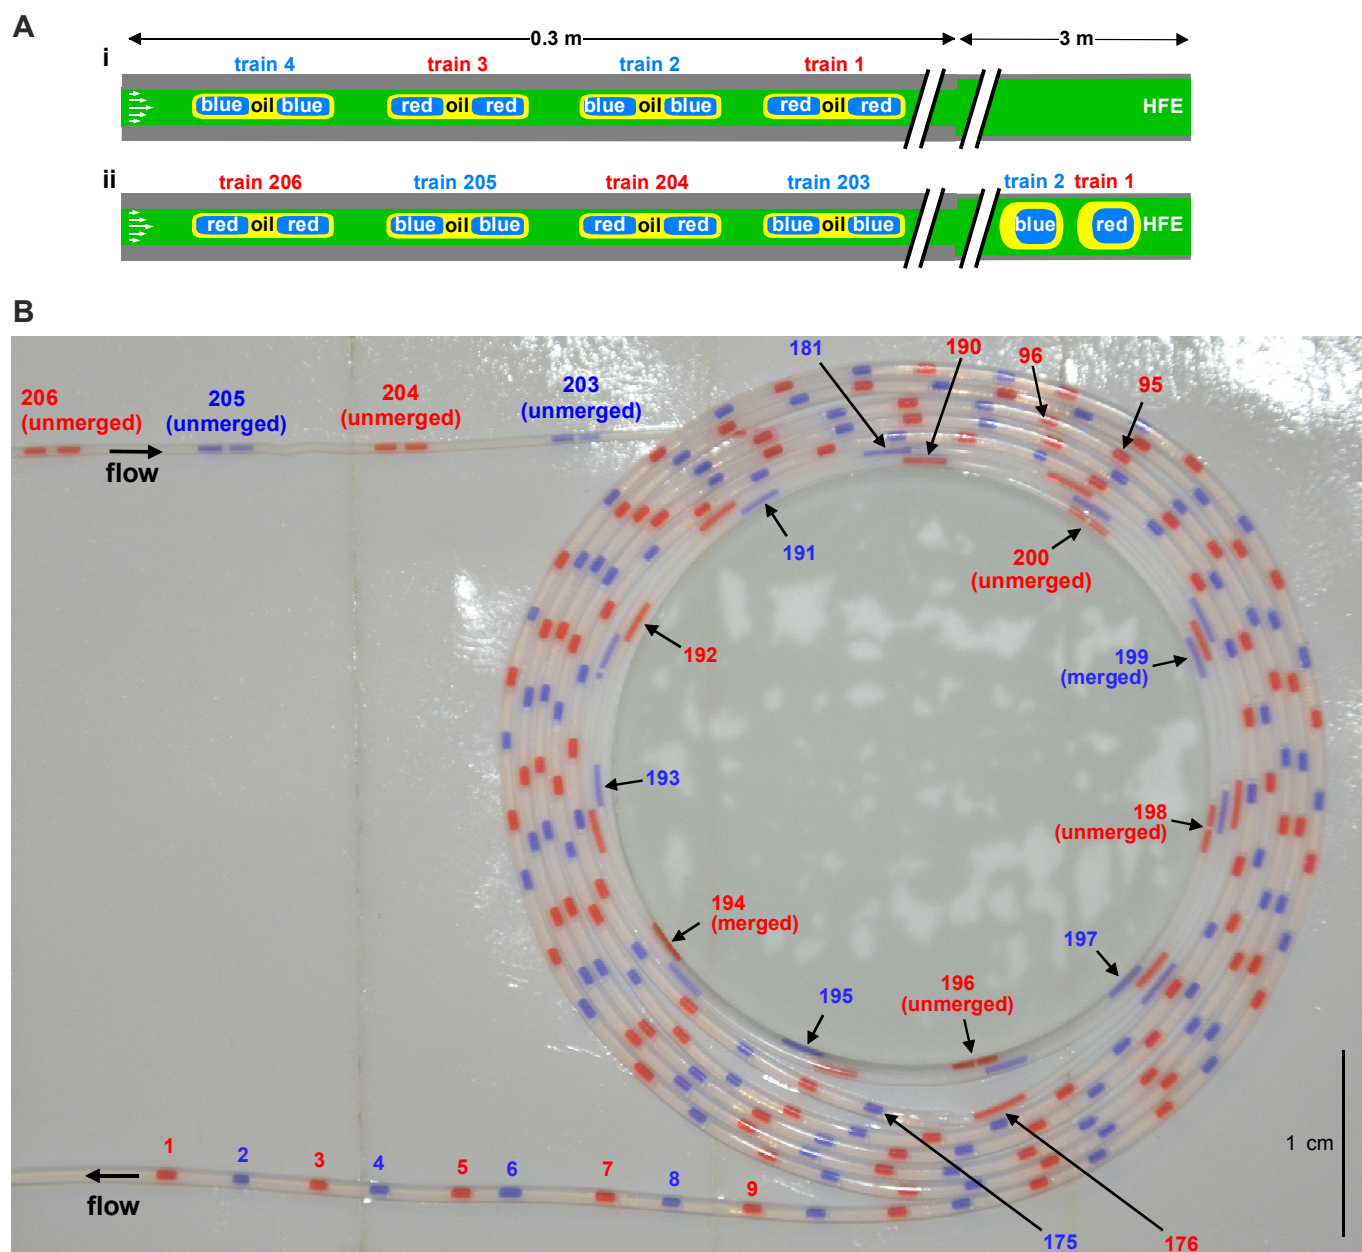 A
0.3 m
3 m
i
train 4
train 3
train 2
train 1
blue oil blue
red oil red
blue oil blue
red oil red
HFE
ii
train 206
train 205
train 204
train 203
train 2
train 1
red oil red
blue oil blue
red oil red
blue oil blue
blue
red
HFE
B
206
(unmerged)
205
(unmerged)
204
(unmerged)
203
(unmerged)
flow
181
190
96
95
191
200
(unmerged)
192
199
(merged)
193
198
(unmerged)
194
(merged)
197
195
196
(unmerged)
1
2
3
4
5
6
7
8
9
flow
175
176
1 cm